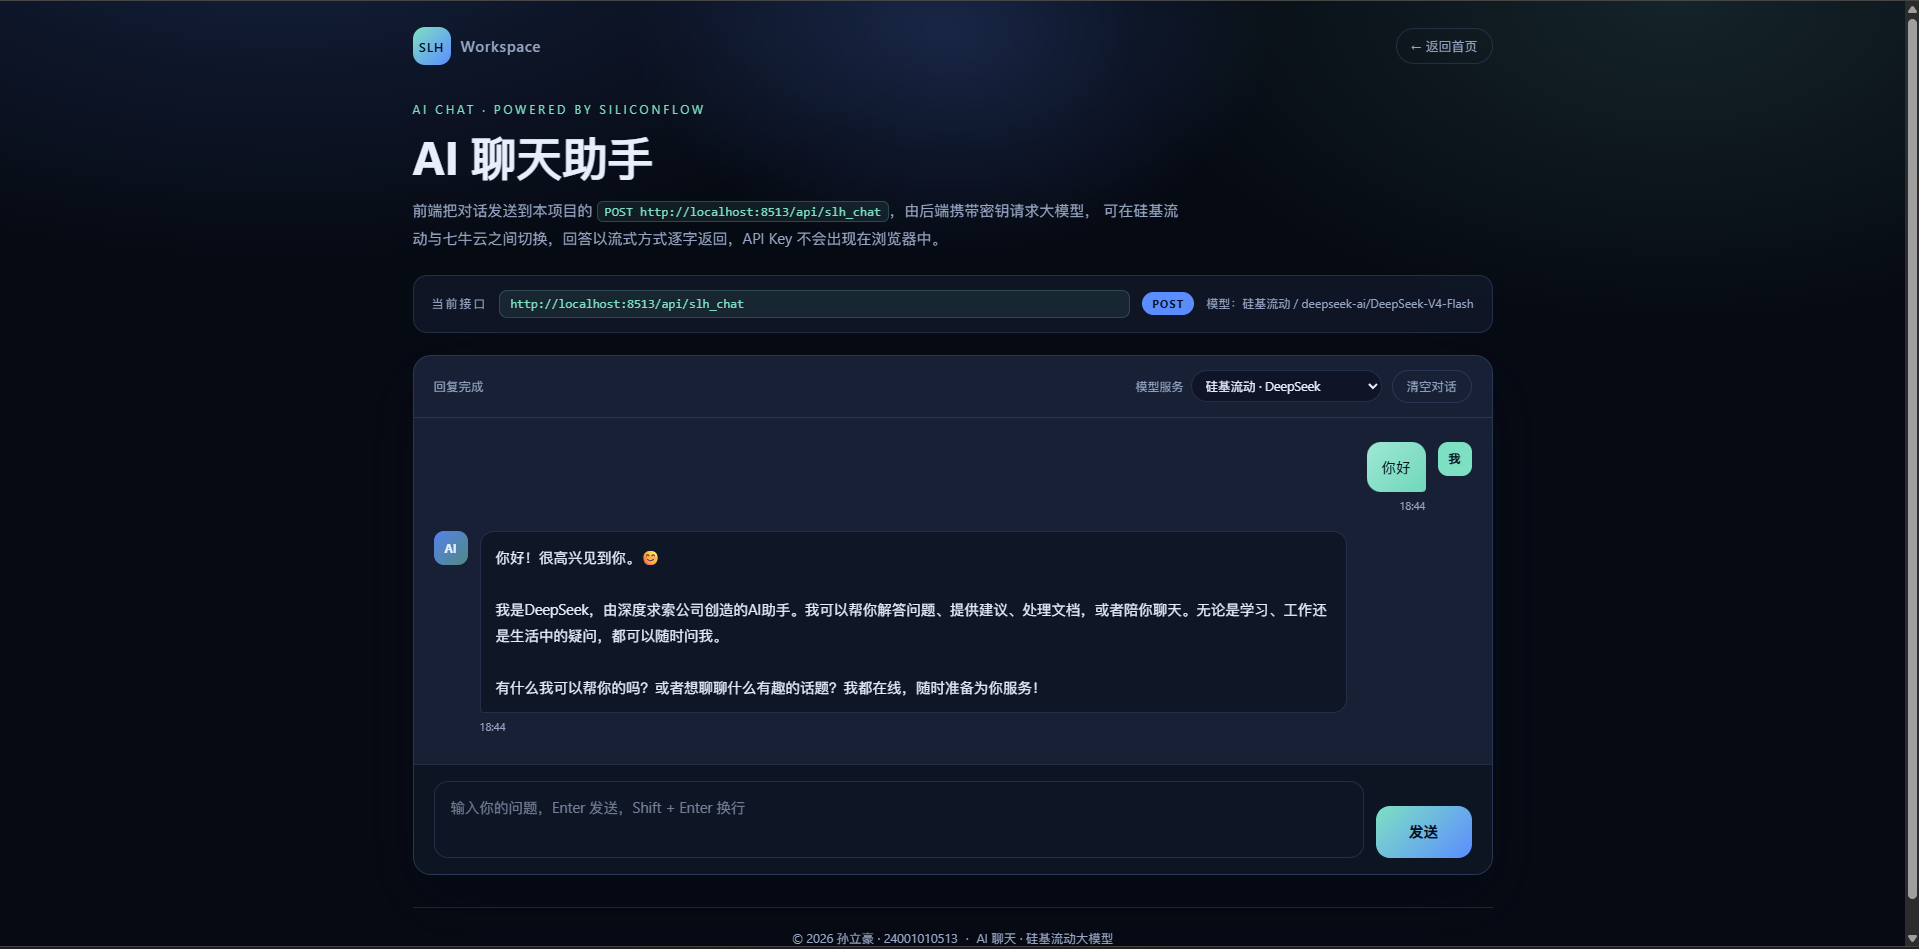 SLH Workspace
← 返回首页
AI CHAT · POWERED BY SILICONFLOW
AI 聊天助手
前端把对话发送到本项目的 POST http://localhost:8513/api/slh_chat，由后端携带密钥请求大模型， 可在硅基流
动与七牛云之间切换，回答以流式方式逐字返回，API Key 不会出现在浏览器中。
当前接口 http://localhost:8513/api/slh_chat POST 模型：硅基流动 / deepseek-ai/DeepSeek-V4-Flash
回复完成 模型服务 硅基流动 · DeepSeek 清空对话
你好 我
18:44
AI
你好！很高兴见到你。😊
我是DeepSeek，由深度求索公司创造的AI助手。我可以帮你解答问题、提供建议、处理文档，或者陪你聊天。无论是学习、工作还
是生活中的疑问，都可以随时问我。
有什么我可以帮你的吗？或者想聊聊什么有趣的话题？我都在线，随时准备为你服务！
18:44
输入你的问题，Enter 发送，Shift + Enter 换行
发送
© 2026 孙立豪 · 24001010513 · AI 聊天 · 硅基流动大模型